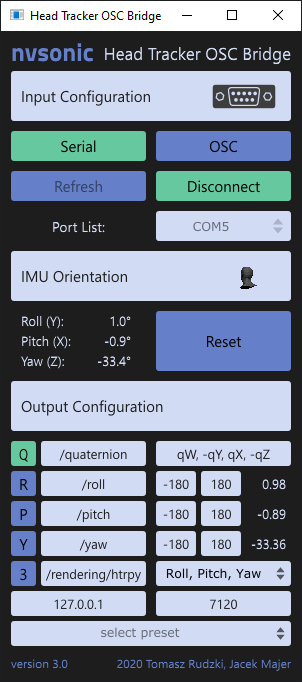 Head Tracker OSC Bridge
nvsonic Head Tracker OSC Bridge
Input Configuration
Serial OSC
Refresh Disconnect
Port List: COM5
IMU Orientation
Roll (Y): 1.0°
Pitch (X): -0.9°
Yaw (Z): -33.4°
Reset
Output Configuration
Q /quaternion qW, -qY, qX, -qZ
R /roll -180 180 0.98
P /pitch -180 180 -0.89
Y /yaw -180 180 -33.36
3 /rendering/htrpy Roll, Pitch, Yaw
127.0.0.1 7120
select preset
version 3.0 2020 Tomasz Rudzki, Jacek Majer